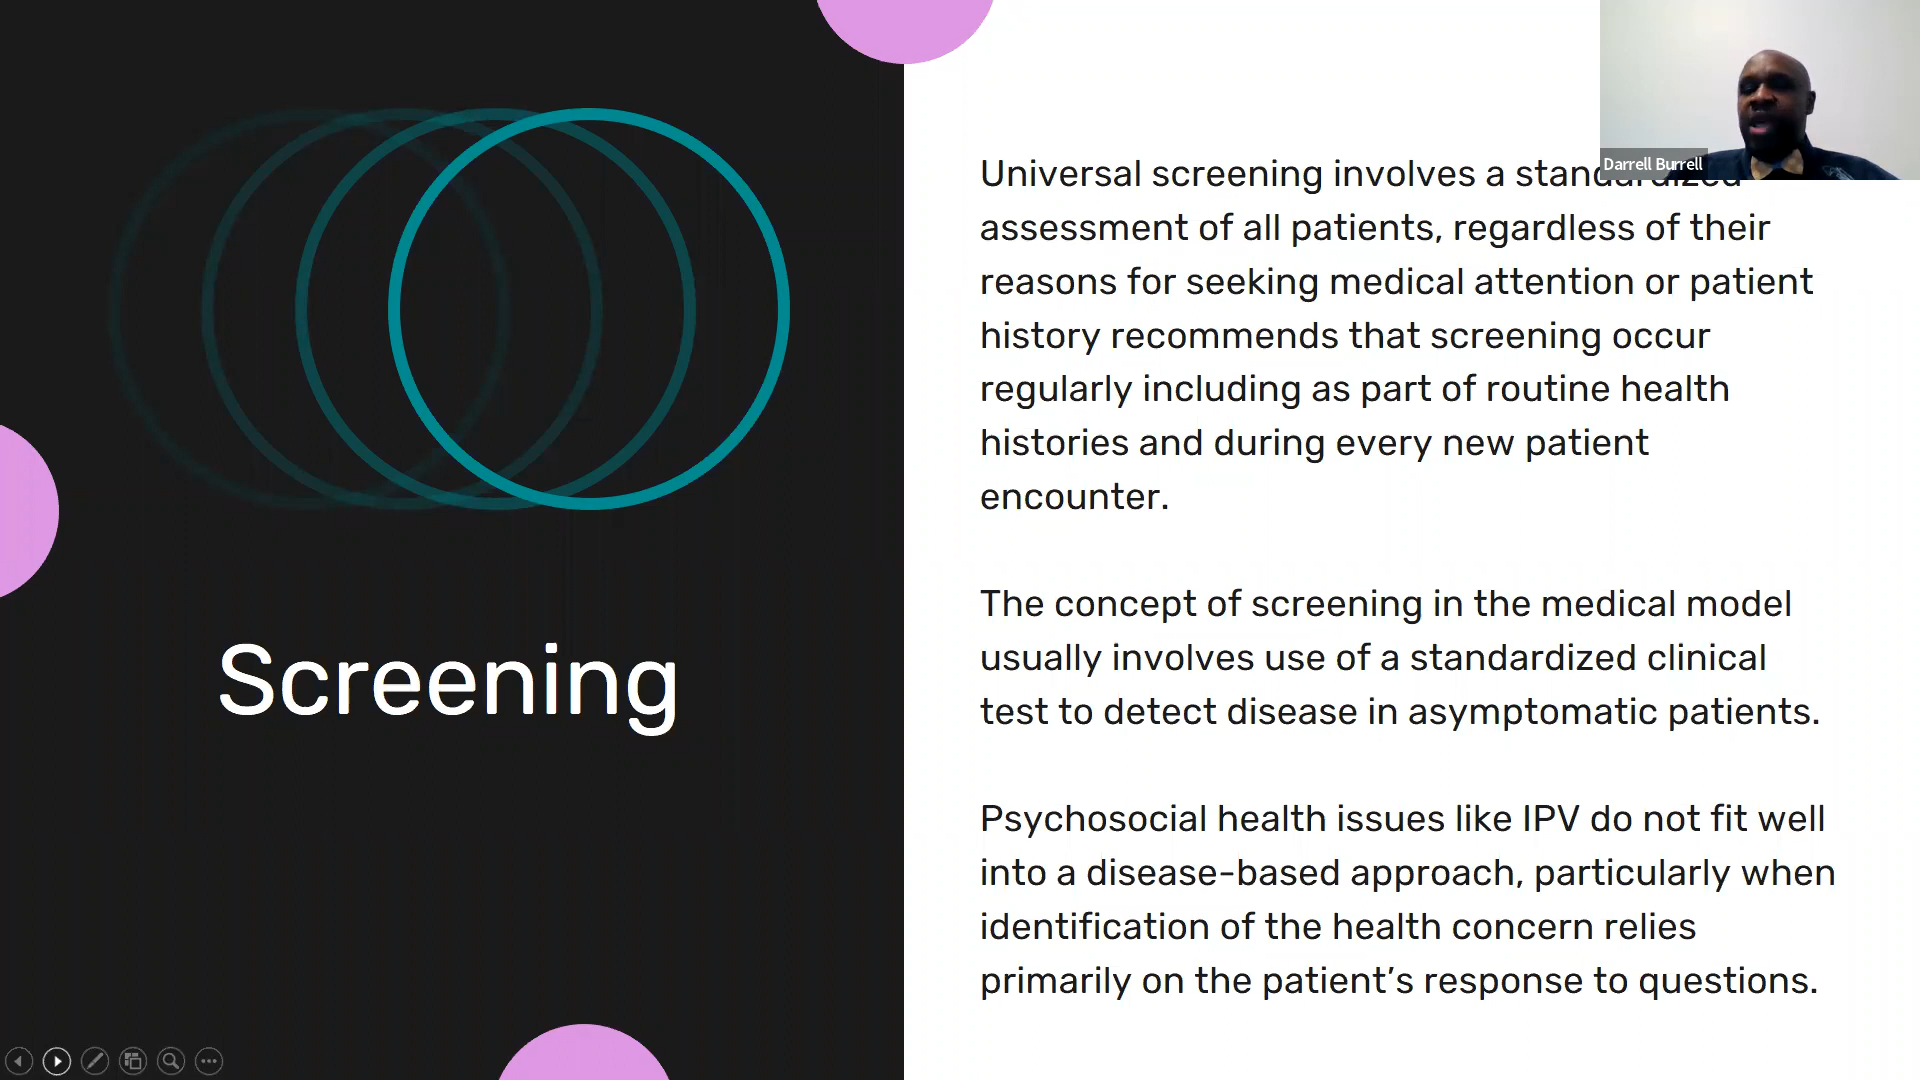 Darrell Burrell
Universal screening involves a standardized
assessment of all patients, regardless of their
reasons for seeking medical attention or patient
history recommends that screening occur
regularly including as part of routine health
histories and during every new patient
encounter.
The concept of screening in the medical model
usually involves use of a standardized clinical
test to detect disease in asymptomatic patients.
Psychosocial health issues like IPV do not fit well
into a disease-based approach, particularly when
identification of the health concern relies
primarily on the patient’s response to questions.
Screening